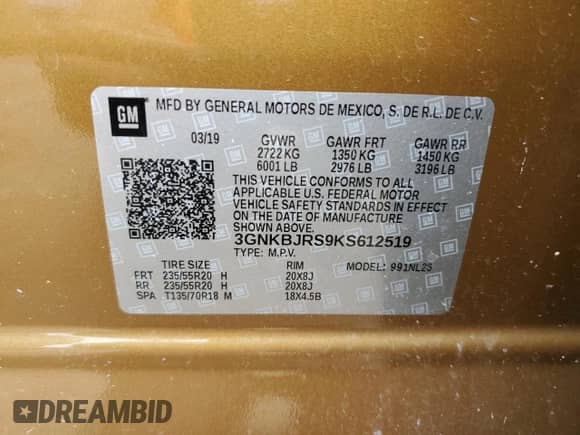 GM
MFD BY GENERAL MOTORS DE MEXICO, S. DE R.L. DE C.V.
03/19 GVWR GAWR FRT GAWR RR
2722 KG 1350 KG 1450 KG
6001 LB 2976 LB 3196 LB
THIS VEHICLE CONFORMS TO ALL
APPLICABLE U.S. FEDERAL MOTOR
VEHICLE SAFETY STANDARDS IN EFFECT
ON THE DATE OF MANUFACTURE
SHOWN ABOVE.
3GNKBJRS9KS612519
TYPE: M.P.V.
TIRE SIZE RIM MODEL: 991NL25
FRT 235/55R20 H 20X8J
RR 235/55R20 H 20X8J
SPA T135/70R18 M 18X4.5B
DREAMBID